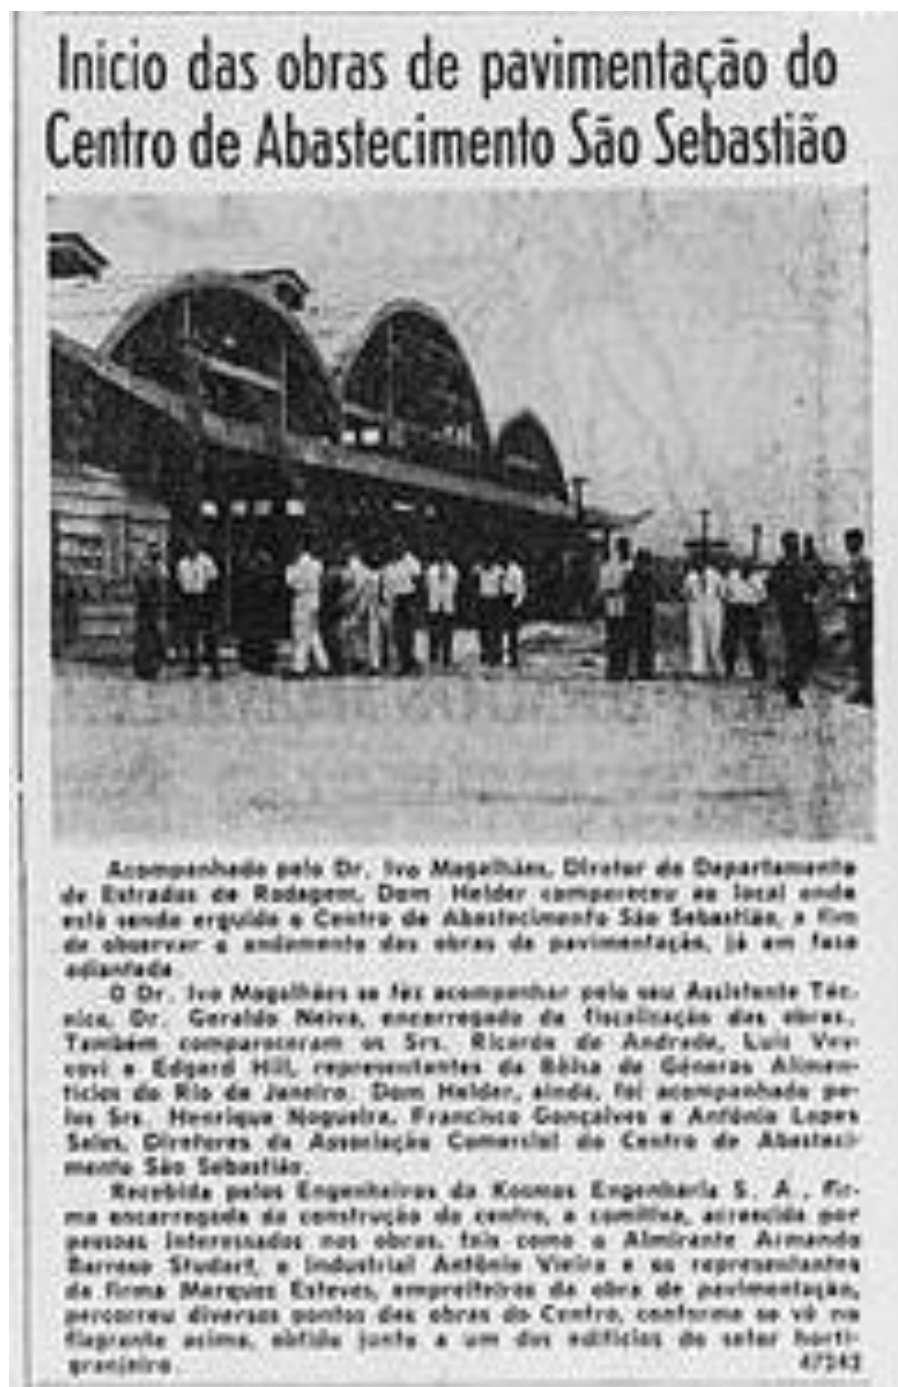 Início das obras de pavimentação do
Centro de Abastecimento São Sebastião
Acompanhado pelo Dr. Ivo Magalhães, Diretor do Departamento
de Estradas de Rodagem, Dom Helder compareceu ao local onde
está sendo erguido o Centro de Abastecimento São Sebastião, a fim
de observar o andamento das obras de pavimentação, já em fase
adiantada
O Dr. Ivo Magalhães se fêz acompanhar pelo seu Assistente Téc-
nico, Dr. Geraldo Neiva, encarregado da fiscalização das obras.
Também compareceram os Srs. Ricardo de Andrade, Luis
e Edgard Hill, representantes da Bôlsa de Gêneros Alimen-
tícios do Rio de Janeiro. Dom Helder, ainda, foi acompanhado pe-
los Srs. Henrique Nogueira, Francisco Gonçalves e Antônio Lopes
Sales, Diretores da Associação Comercial do Centro de Abasteci-
mento São Sebastião.
Recebida pelos Engenheiros da Kosmos Engenharia S. A., fir-
ma encarregada da construção do centro, a comitiva, acrescida por
pessoas interessadas nas obras, tais como o Almirante Armando
Barroso Studart, o Industrial Antônio Vieira e os representantes
da firma Marques Esteves, empreiteiros da obra de pavimentação,
percorreu diversos pontos das obras do Centro, conforme se vê no
flagrante acima, obtido junto a um dos edifícios do setor horti-
granjeiro
47242